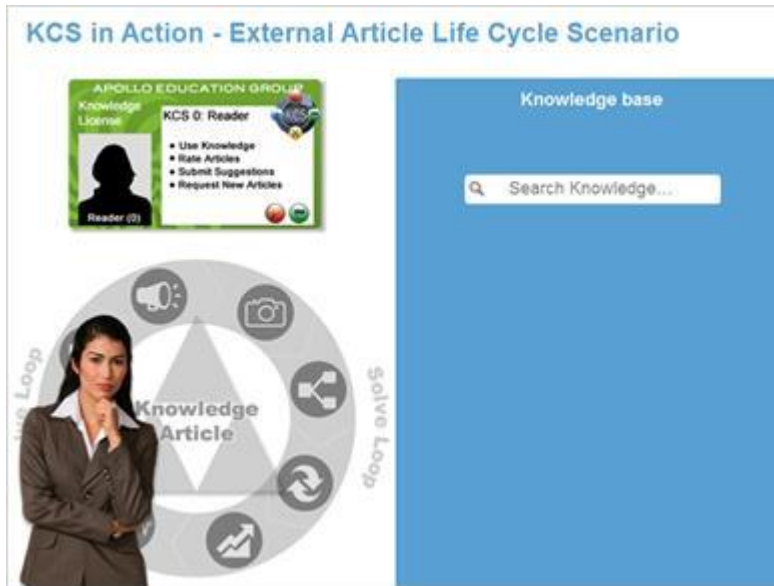 KCS in Action - External Article Life Cycle Scenario
APOLLO EDUCATION GROUP
Knowledge
License
KCS 0: Reader
KCS
• Use Knowledge
• Rate Articles
• Submit Suggestions
• Request New Articles
Reader (0)
Knowledge base
Search Knowledge...
Knowledge
Article
Solve Loop
Loop